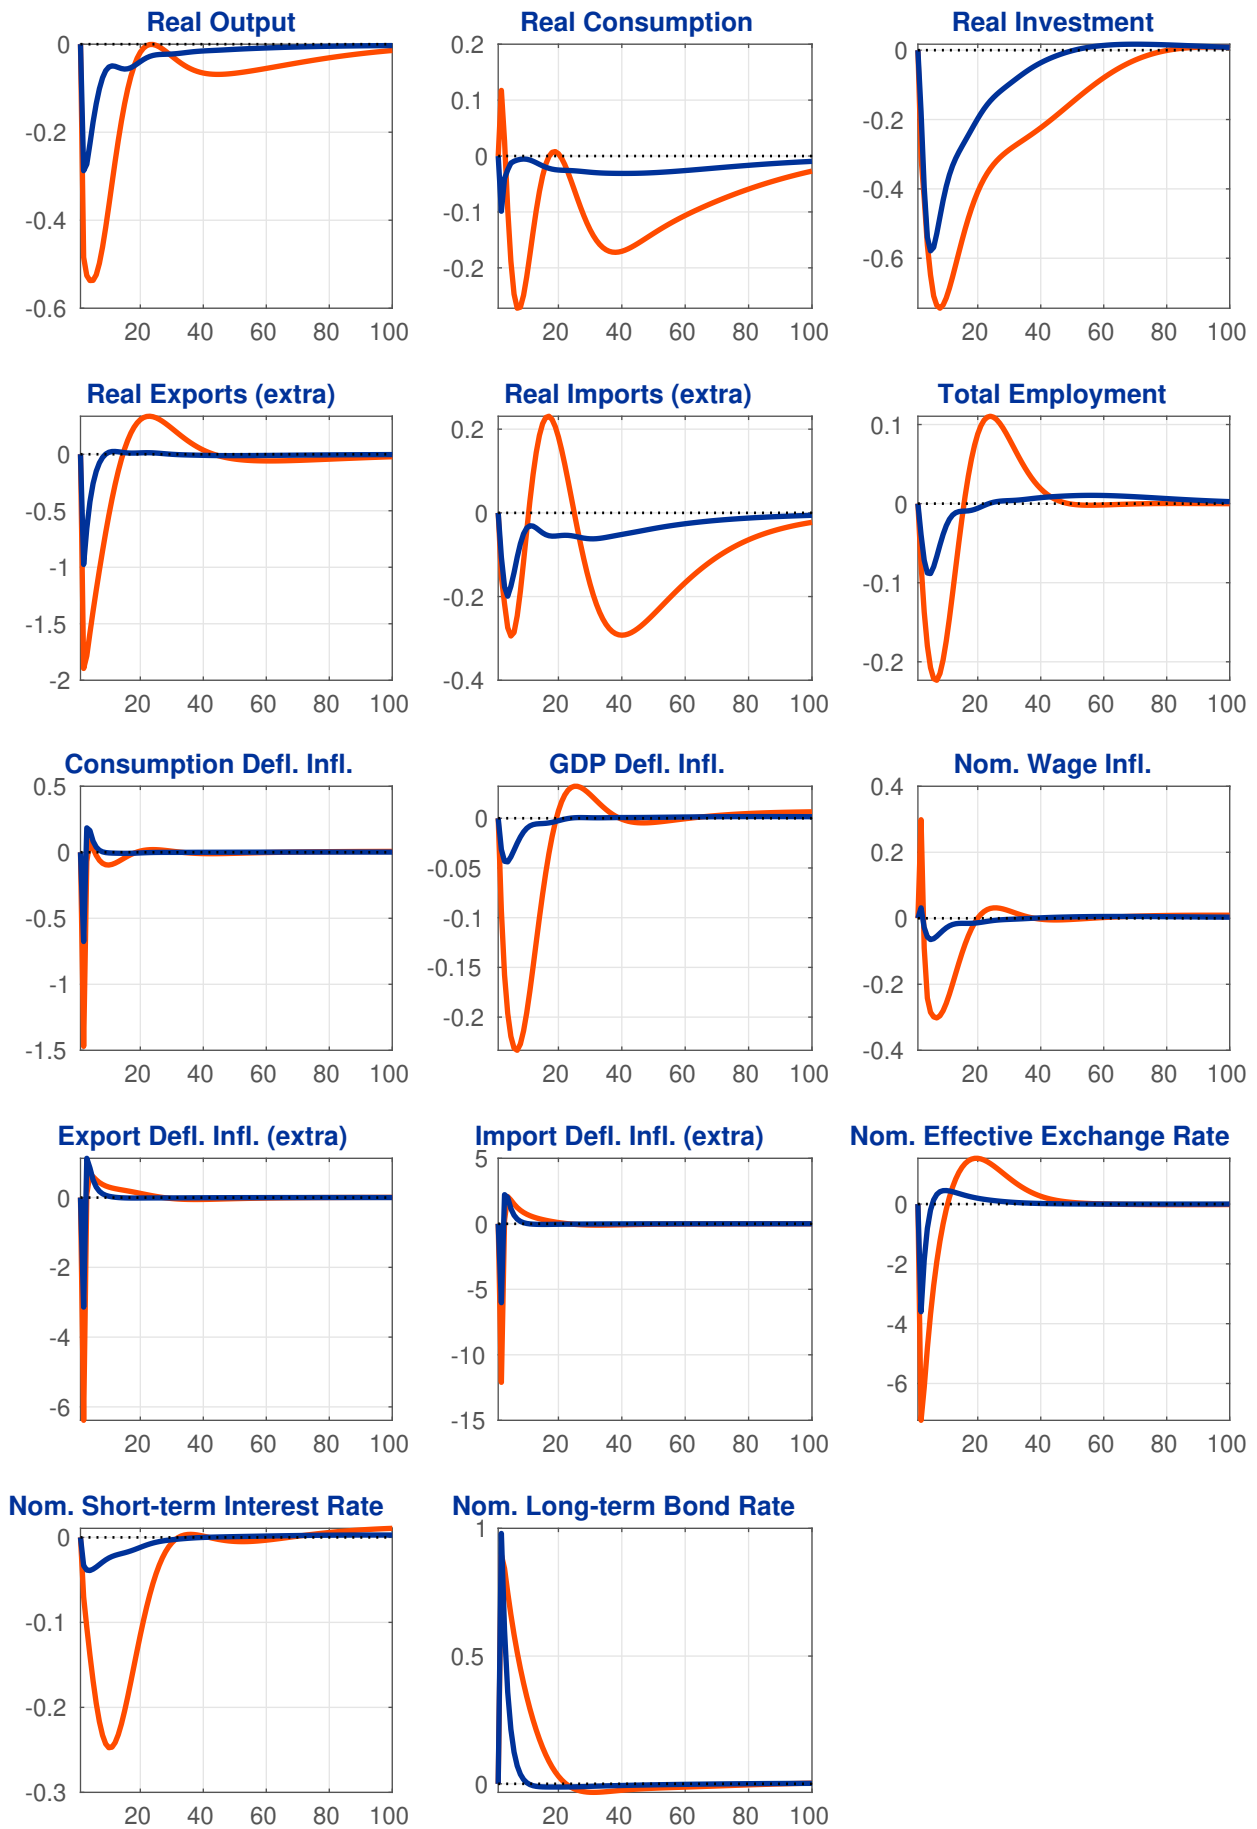 Real Output
Real Consumption
Real Investment
0
-0.2
-0.4
-0.6
20 40 60 80 100
0.2
0.1
0
-0.1
-0.2
20 40 60 80 100
0
-0.2
-0.4
-0.6
20 40 60 80 100
Real Exports (extra)
Real Imports (extra)
Total Employment
0
-0.5
-1
-1.5
-2
20 40 60 80 100
0.2
0
-0.2
-0.4
20 40 60 80 100
0.1
0
-0.1
-0.2
20 40 60 80 100
Consumption Defl. Infl.
GDP Defl. Infl.
Nom. Wage Infl.
0.5
0
-0.5
-1
-1.5
20 40 60 80 100
0
-0.05
-0.1
-0.15
-0.2
20 40 60 80 100
0.4
0.2
0
-0.2
-0.4
20 40 60 80 100
Export Defl. Infl. (extra)
Import Defl. Infl. (extra)
Nom. Effective Exchange Rate
0
-2
-4
-6
20 40 60 80 100
5
0
-5
-10
-15
20 40 60 80 100
0
-2
-4
-6
20 40 60 80 100
Nom. Short-term Interest Rate
Nom. Long-term Bond Rate
0
-0.1
-0.2
-0.3
20 40 60 80 100
1
0.5
0
20 40 60 80 100